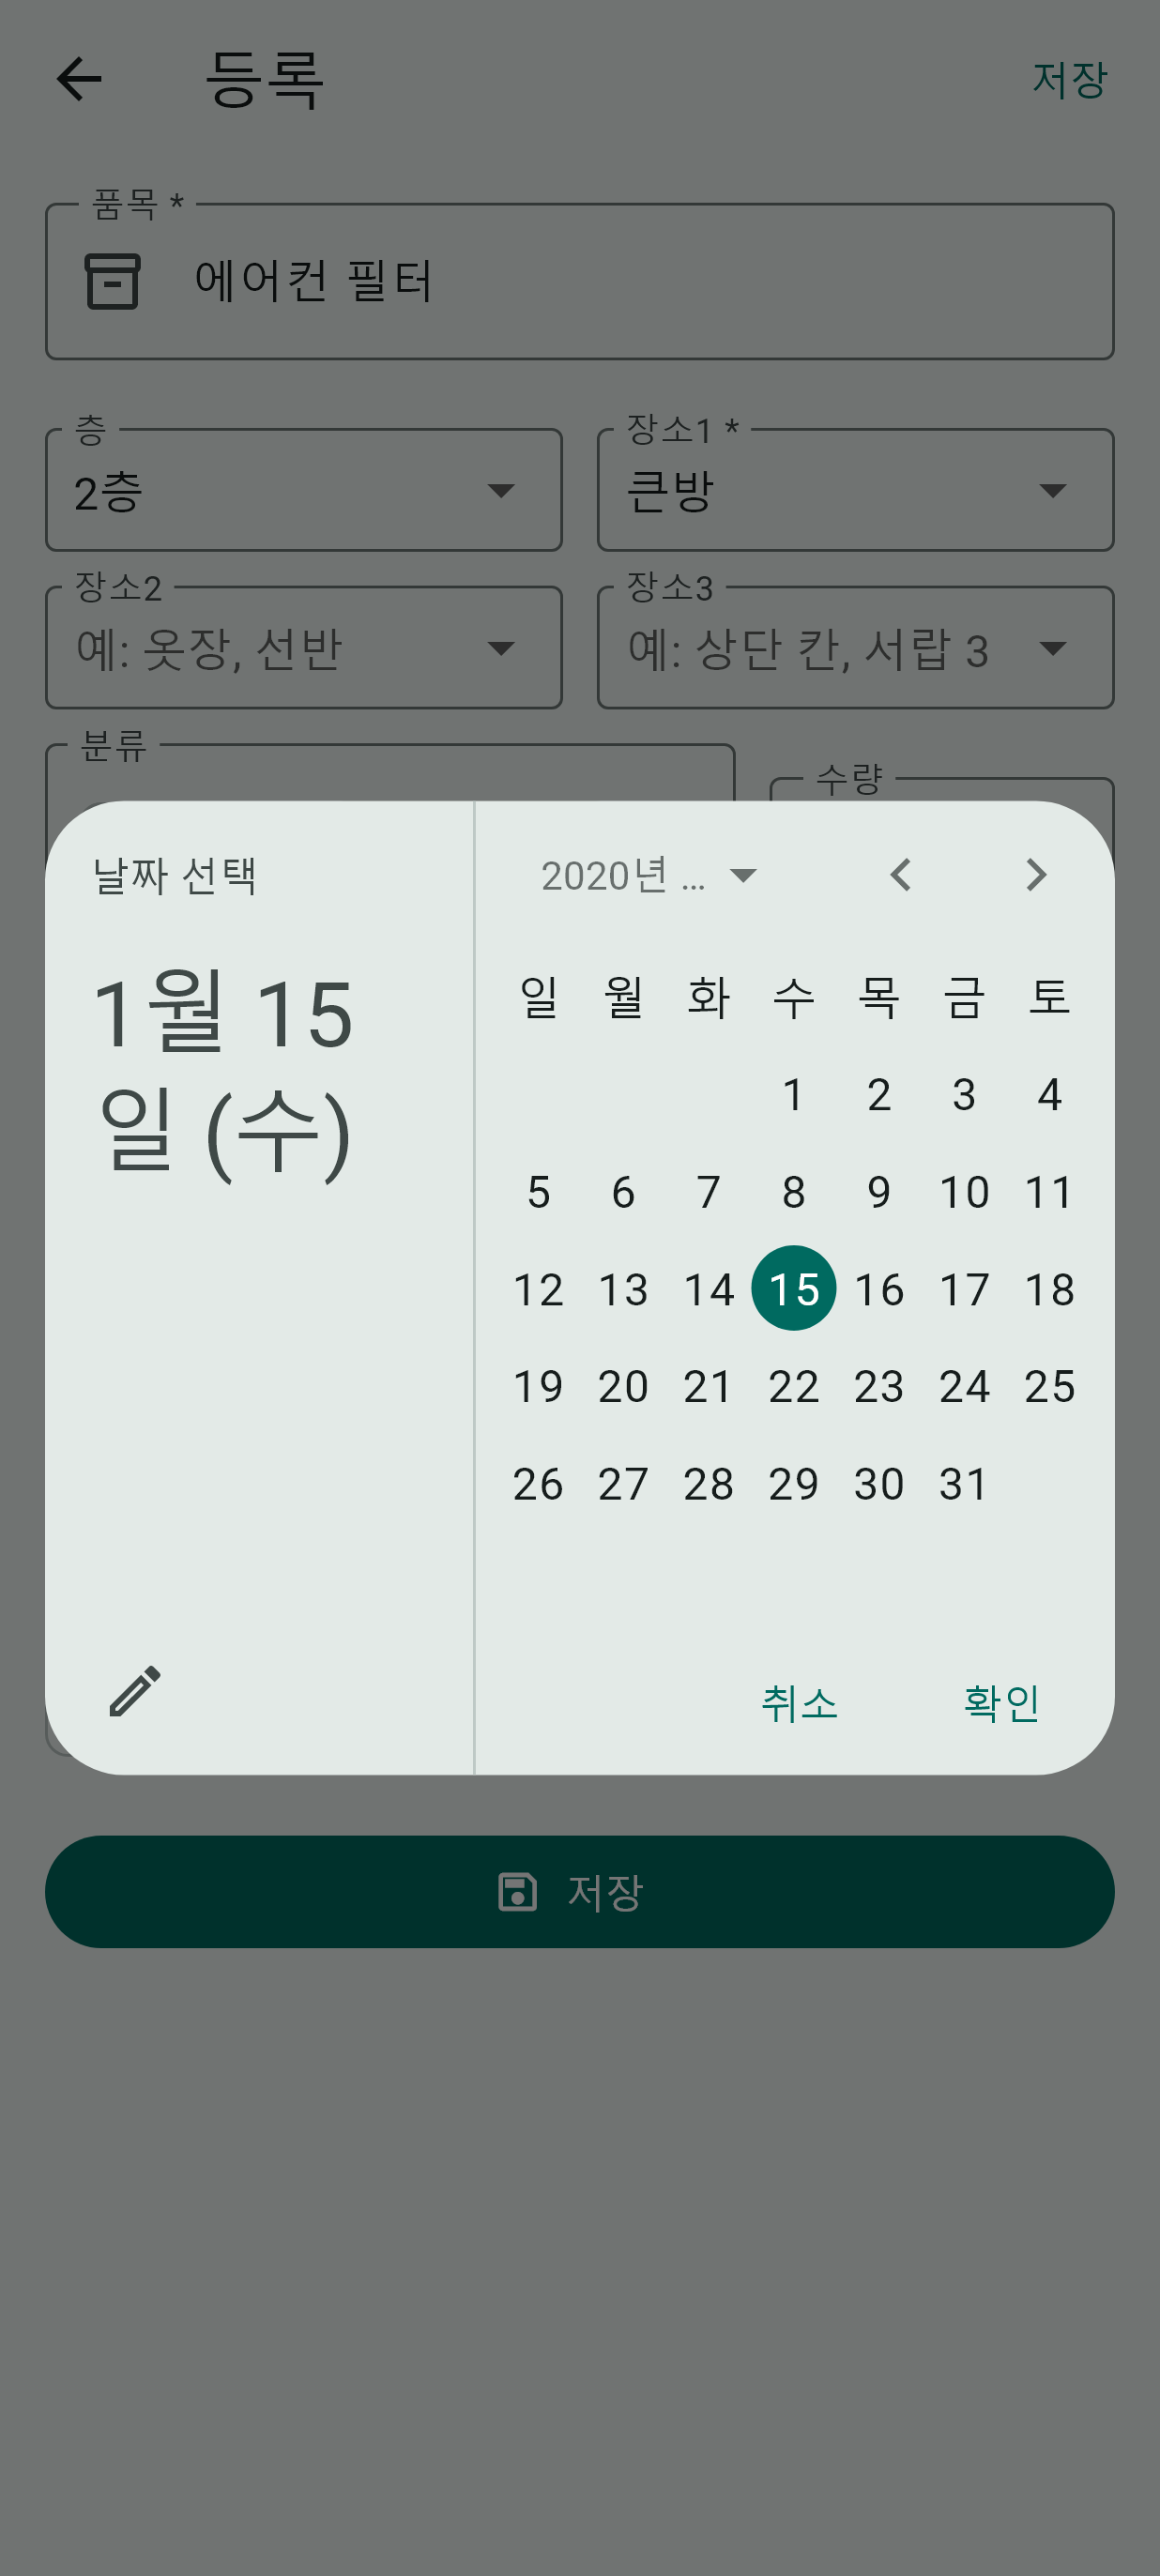 등록
저장
품목 *
에어컨 필터
층
2층
장소1 *
큰방
장소2
예: 옷장, 선반
장소3
예: 상단 칸, 서랍 3
분류
수량
날짜 선택
1월 15
일 (수)
2020년 ...
일 월 화 수 목 금 토
1 2 3 4
5 6 7 8 9 10 11
12 13 14 15 16 17 18
19 20 21 22 23 24 25
26 27 28 29 30 31
취소 확인
저장